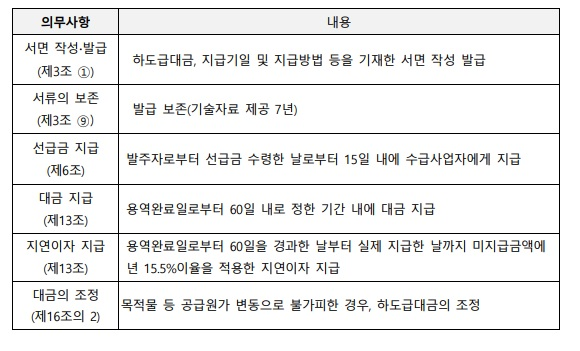 의무사항 내용
서면 작성·발급
(제3조 ①)
하도급대금, 지급기일 및 지급방법 등을 기재한 서면 작성 발급
서류의 보존
(제3조 ⑨)
발급 보존(기술자료 제공 7년)
선급금 지급
(제6조)
발주자로부터 선급금 수령한 날로부터 15일 내에 수급사업자에게 지급
대금 지급
(제13조)
용역완료일로부터 60일 내로 정한 기간 내에 대금 지급
지연이자 지급
(제13조)
용역완료일로부터 60일을 경과한 날부터 실제 지급한 날까지 미지급금액에
년 15.5%이율을 적용한 지연이자 지급
대금의 조정
(제16조의 2)
목적물 등 공급원가 변동으로 불가피한 경우, 하도급대금의 조정